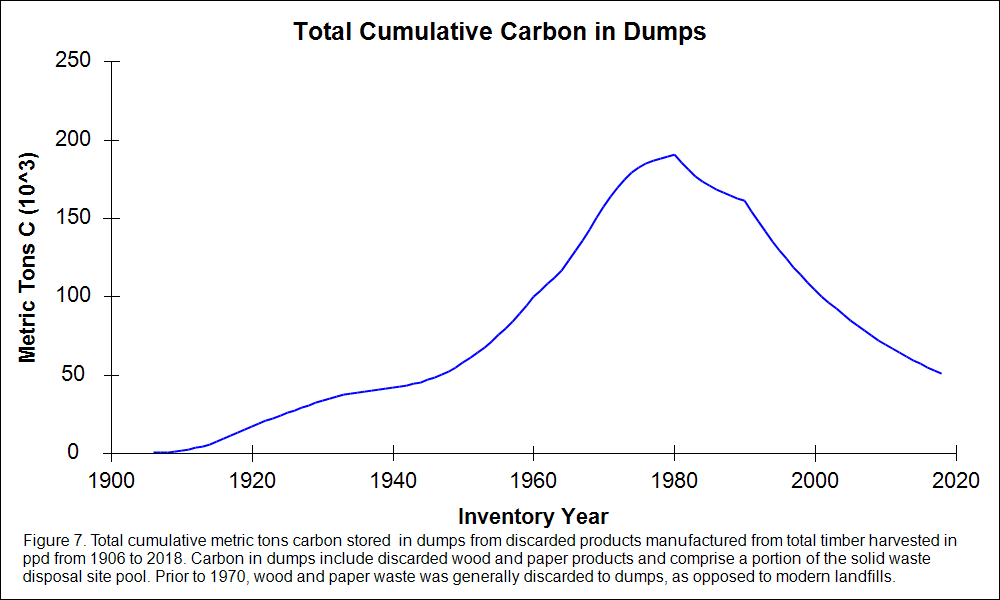 Total Cumulative Carbon in Dumps
250
200
150
100
50
0
Metric Tons C (10^3)
1900 1920 1940 1960 1980 2000 2020
Inventory Year
Figure 7. Total cumulative metric tons carbon stored  in dumps from discarded products manufactured from total timber harvested in
ppd from 1906 to 2018. Carbon in dumps include discarded wood and paper products and comprise a portion of the solid waste
disposal site pool. Prior to 1970, wood and paper waste was generally discarded to dumps, as opposed to modern landfills.